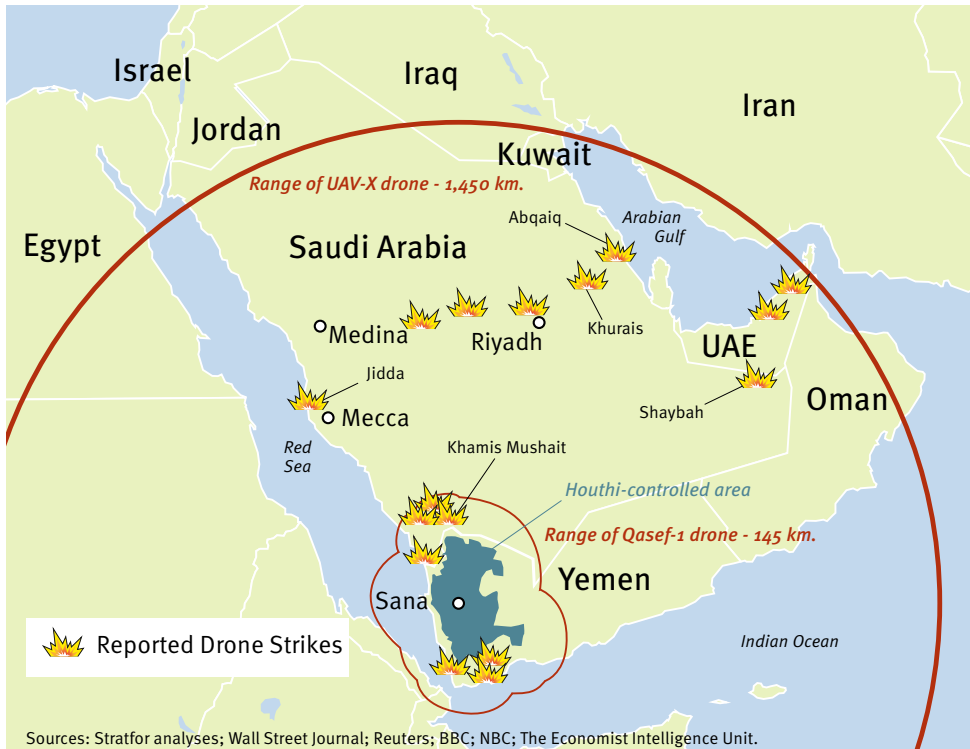 Israel
Iraq
Iran
Jordan
Kuwait
Range of UAV-X drone - 1,450 km.
Egypt
Saudi Arabia
Abqaiq
Arabian
Gulf
Medina
Riyadh
Khurais
UAE
Jidda
Shaybah
Oman
Mecca
Red
Sea
Khamis Mushait
Houthi-controlled area
Range of Qasef-1 drone - 145 km.
Yemen
Sana
Reported Drone Strikes
Indian Ocean
Sources: Stratfor analyses; Wall Street Journal; Reuters; BBC; NBC; The Economist Intelligence Unit.